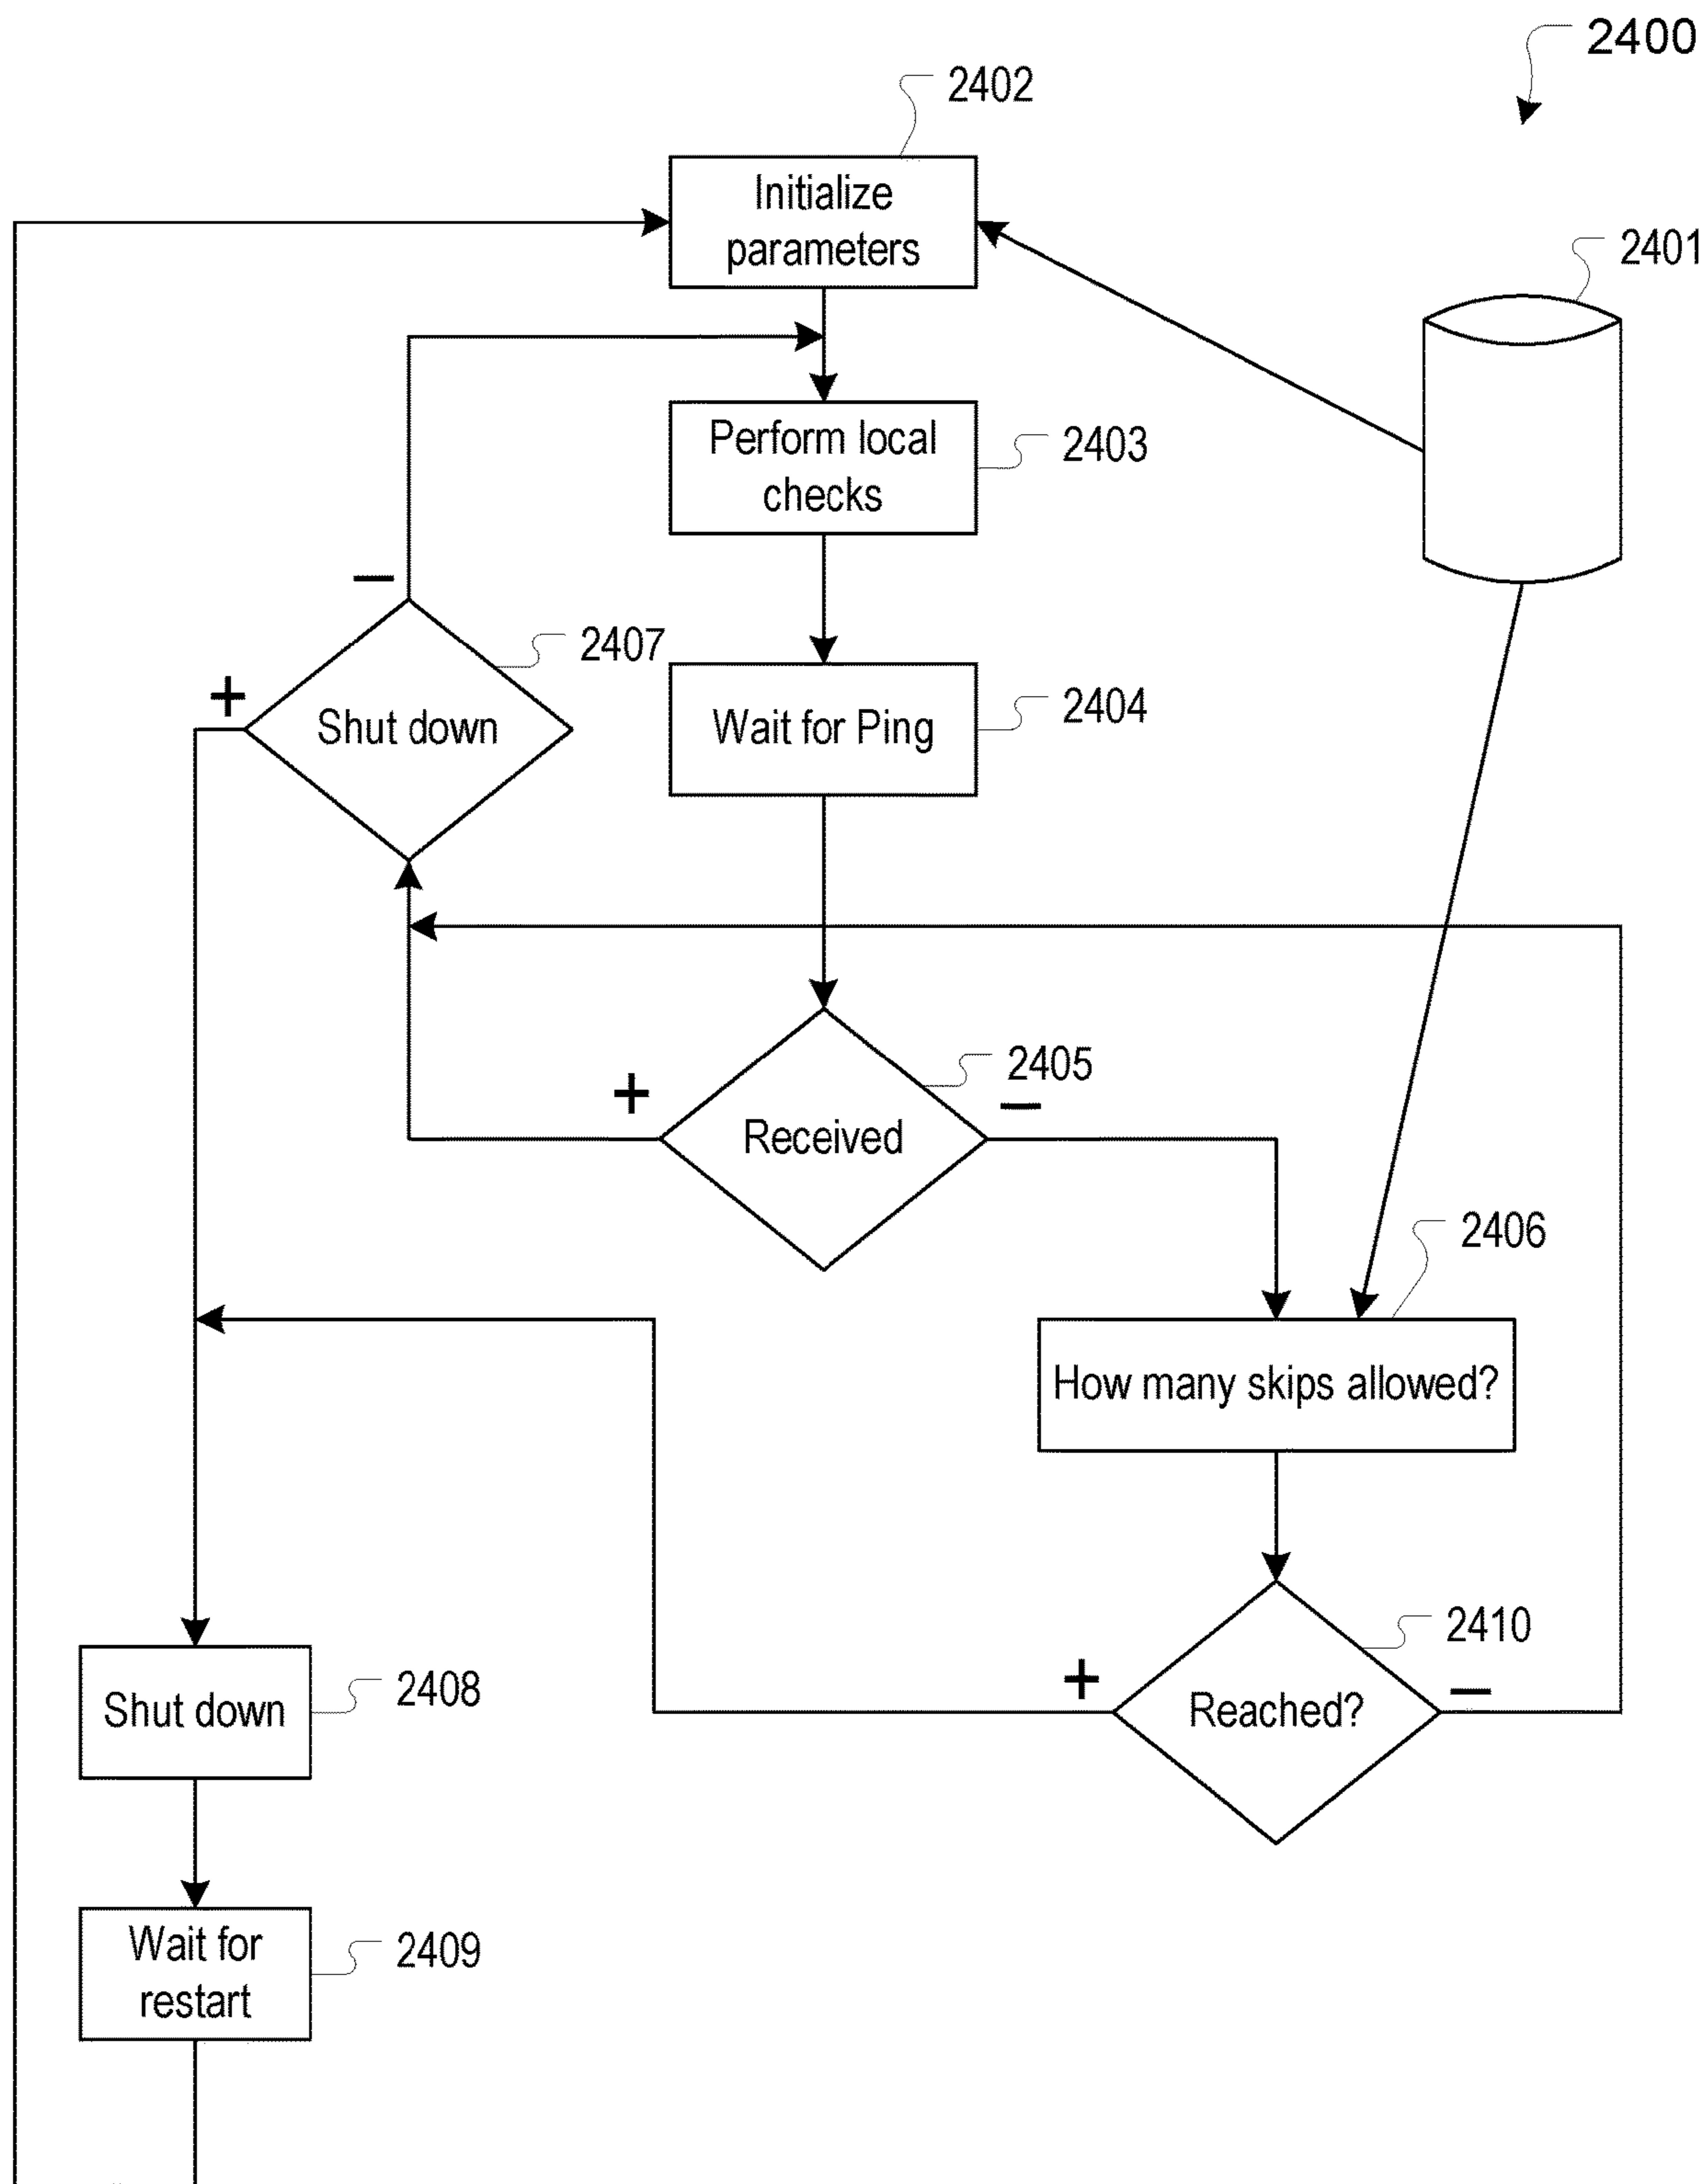 2400
2402
Initialize
parameters
2401
Perform local
checks
2403
−
2407
+
Shut down
Wait for Ping
2404
2405
+
−
Received
2406
How many skips allowed?
2410
+
−
Reached?
Shut down
2408
Wait for
restart
2409